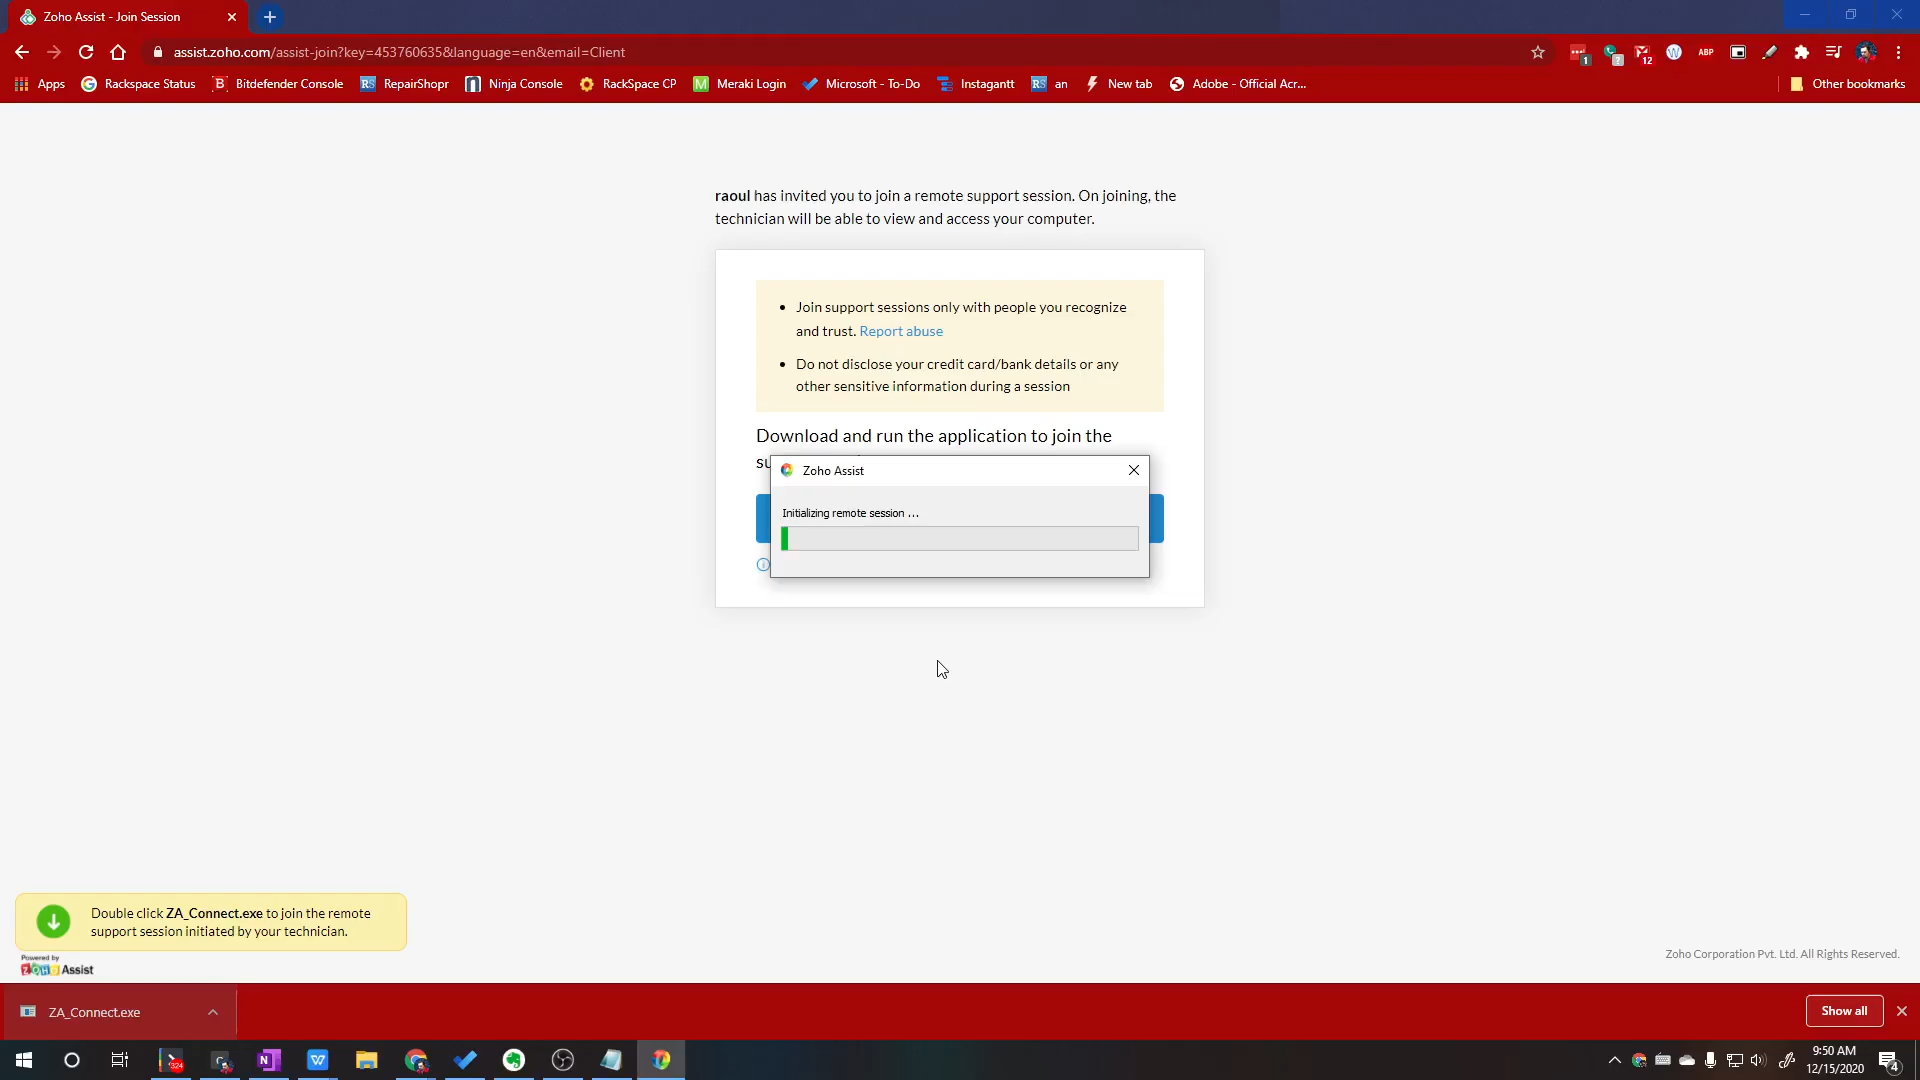 Zoho Assist - Join Session
assist.zoho.com/assist-join?key=453760635&language=en&email=Client
1
?
12
W
ABP
Apps
Rackspace Status
Bitdefender Console
RepairShopr
Ninja Console
RackSpace CP
Meraki Login
Microsoft - To-Do
Instagantt
an
New tab
Adobe - Official Acr...
Other bookmarks
raoul has invited you to join a remote support session. On joining, the
technician will be able to view and access your computer.
• Join support sessions only with people you recognize
and trust. Report abuse
• Do not disclose your credit card/bank details or any
other sensitive information during a session
Download and run the application to join the
su
Zoho Assist
Initializing remote session ...
Double click ZA_Connect.exe to join the remote
support session initiated by your technician.
Powered by
ZOHO Assist
Zoho Corporation Pvt. Ltd. All Rights Reserved.
ZA_Connect.exe
Show all
324
9:50 AM
12/15/2020
4